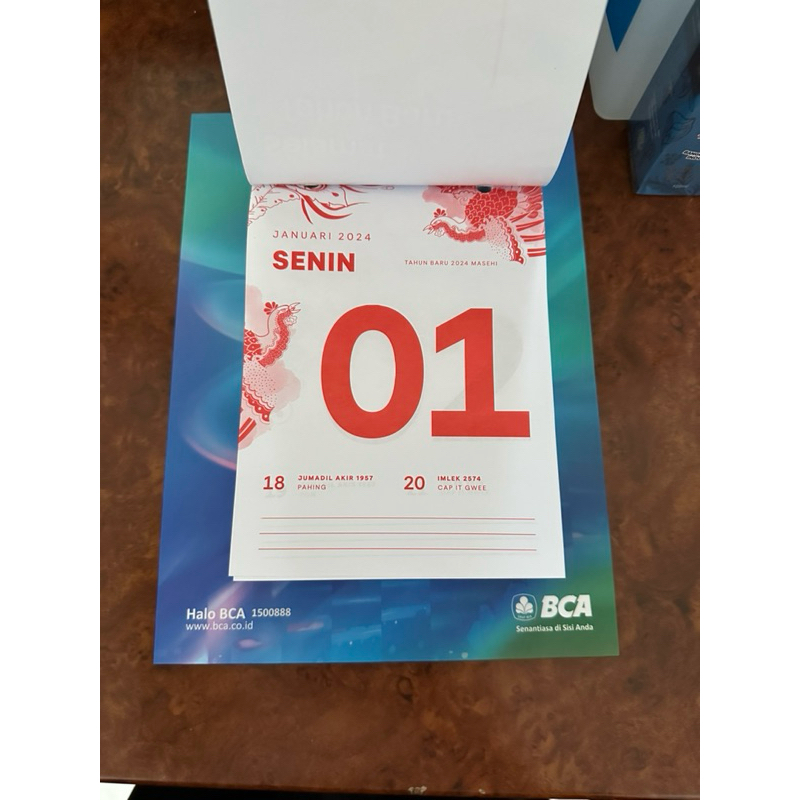 JANUARI 2024
SENIN
TAHUN BARU 2024 MASEHI
01
18 JUMADIL AKIR 1957
PAHING
20 IMLEK 2574
CAP IT GWEE
Halo BCA 1500888
www.bca.co.id
BCA
Senantiasa di Sisi Anda